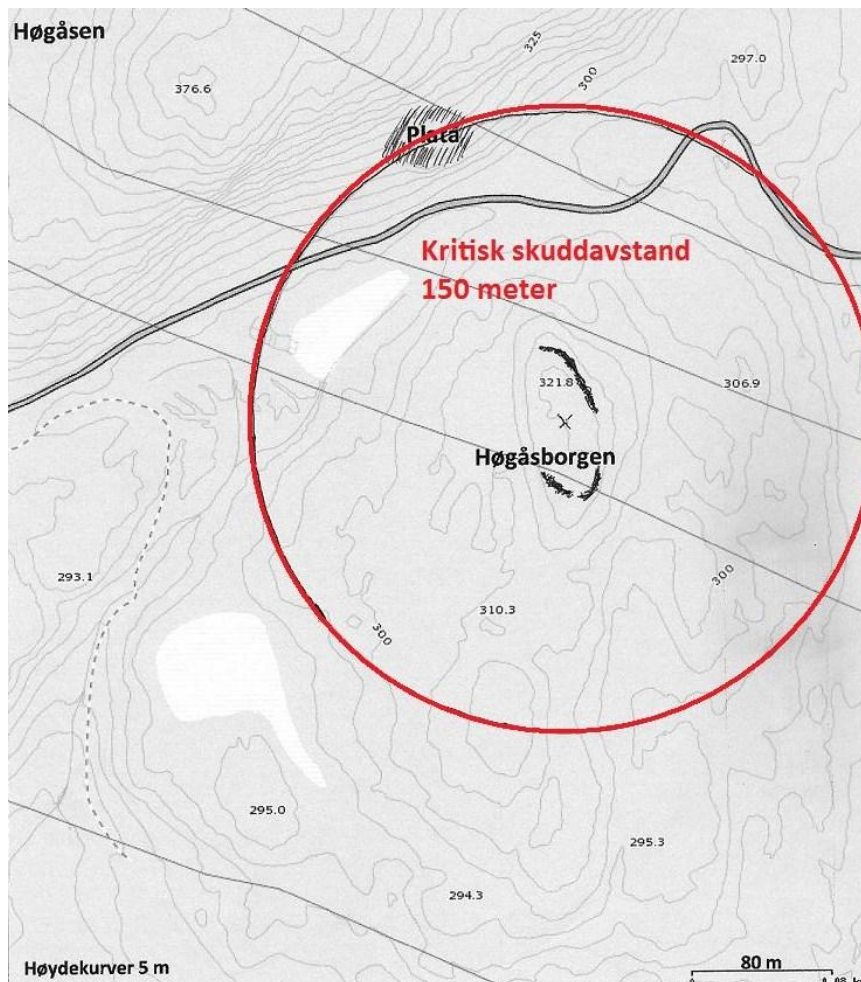 Høgåsen
325
300
297.0
376.6
Plata
Kritisk skuddavstand
150 meter
321.8
306.9
Høgåsborgen
293.1
300
310.3
300
295.0
295.3
294.3
Høydekurver 5 m
80 m